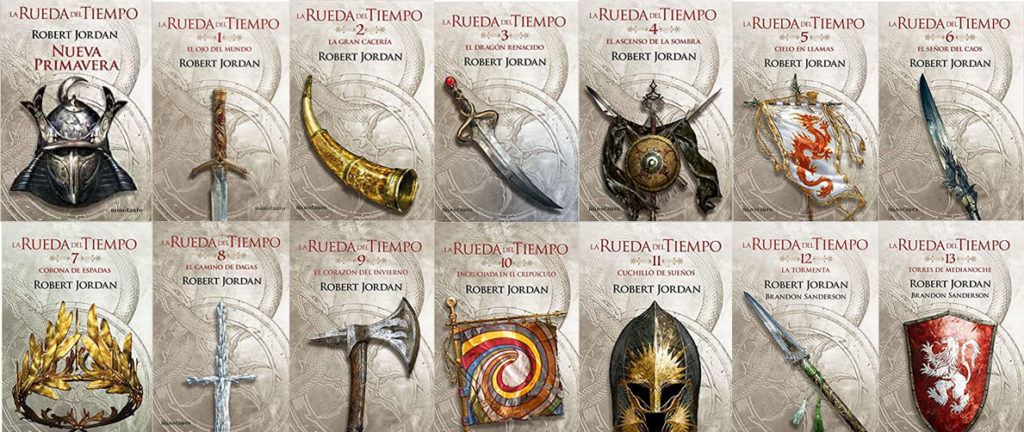 LA RUEDA DEL TIEMPO
ROBERT JORDAN
NUEVA
PRIMAVERA
minotauro
LA RUEDA DEL TIEMPO
1
EL OJO DEL MUNDO
ROBERT JORDAN
minotauro
LA RUEDA DEL TIEMPO
2
LA GRAN CACERÍA
ROBERT JORDAN
minotauro
LA RUEDA DEL TIEMPO
3
EL DRAGÓN RENACIDO
ROBERT JORDAN
minotauro
LA RUEDA DEL TIEMPO
4
EL ASCENSO DE LA SOMBRA
ROBERT JORDAN
minotauro
LA RUEDA DEL TIEMPO
5
CIELO EN LLAMAS
ROBERT JORDAN
minotauro
LA RUEDA DEL TIEMPO
6
EL SEÑOR DEL CAOS
ROBERT JORDAN
minotauro
LA RUEDA DEL TIEMPO
7
CORONA DE ESPADAS
ROBERT JORDAN
LA RUEDA DEL TIEMPO
8
EL CAMINO DE DAGAS
ROBERT JORDAN
LA RUEDA DEL TIEMPO
9
EL CORAZÓN DEL INVIERNO
ROBERT JORDAN
LA RUEDA DEL TIEMPO
10
ENCRUCIJADA EN EL CREPÚSCULO
ROBERT JORDAN
LA RUEDA DEL TIEMPO
11
CUCHILLO DE SUEÑOS
ROBERT JORDAN
LA RUEDA DEL TIEMPO
12
LA TORMENTA
ROBERT JORDAN
BRANDON SANDERSON
LA RUEDA DEL TIEMPO
13
TORRES DE MEDIANOCHE
ROBERT JORDAN
BRANDON SANDERSON